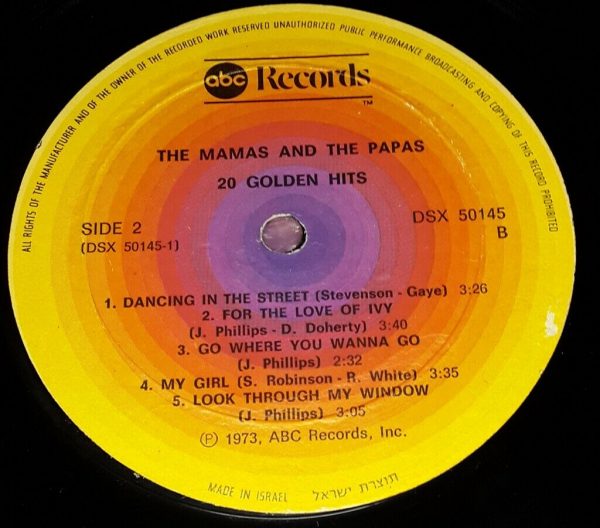 ALL RIGHTS OF THE MANUFACTURER AND OF THE OWNER OF THE RECORDED WORK RESERVED UNAUTHORIZED PUBLIC PERFORMANCE BROADCASTING AND COPYING OF THIS RECORD PROHIBITED
abc Records
TM
THE MAMAS AND THE PAPAS
20 GOLDEN HITS
SIDE 2
DSX 50145
(DSX 50145-1)
B
1. DANCING IN THE STREET (Stevenson - Gaye) 3:26
2. FOR THE LOVE OF IVY
(J. Phillips - D. Doherty) 3:40
3. GO WHERE YOU WANNA GO
(J. Phillips) 2:32
4. MY GIRL (S. Robinson - R. White) 3:35
5. LOOK THROUGH MY WINDOW
(J. Phillips) 3:05
Ⓟ 1973, ABC Records, Inc.
MADE IN ISRAEL תוצרת ישראל